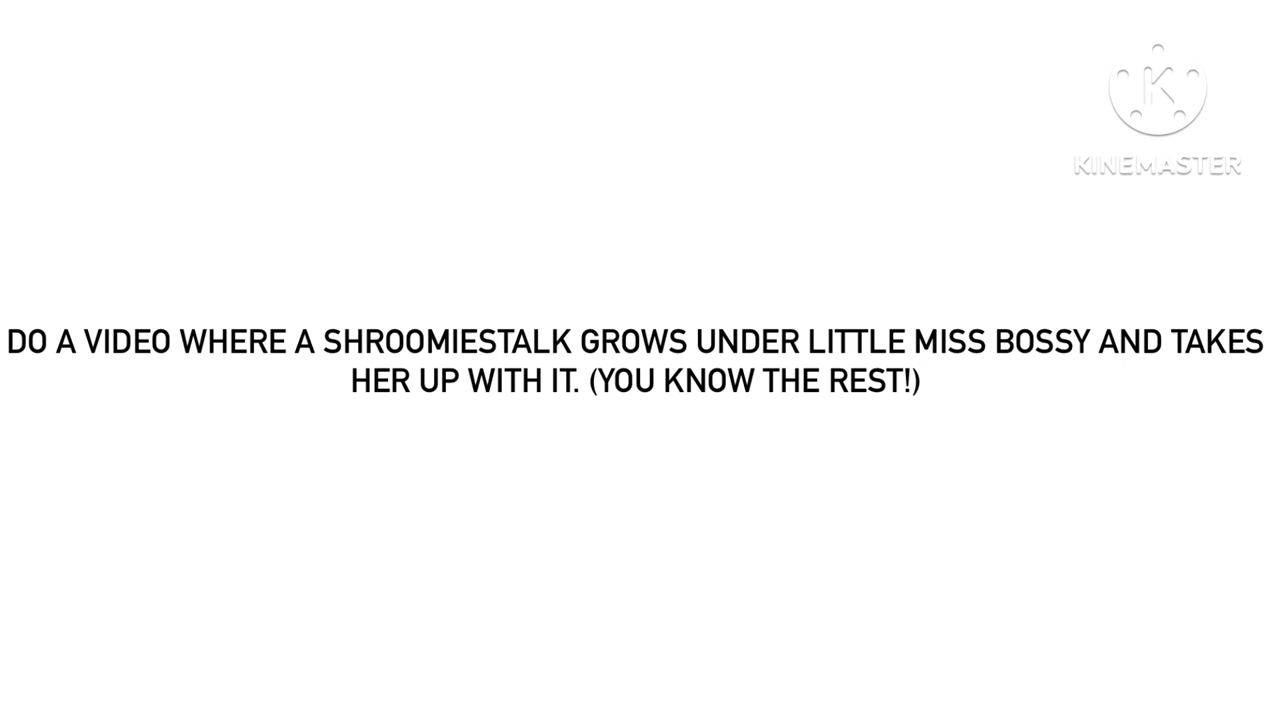 KINEMASTER
DO A VIDEO WHERE A SHROOMIESTALK GROWS UNDER LITTLE MISS BOSSY AND TAKES
HER UP WITH IT. (YOU KNOW THE REST!)